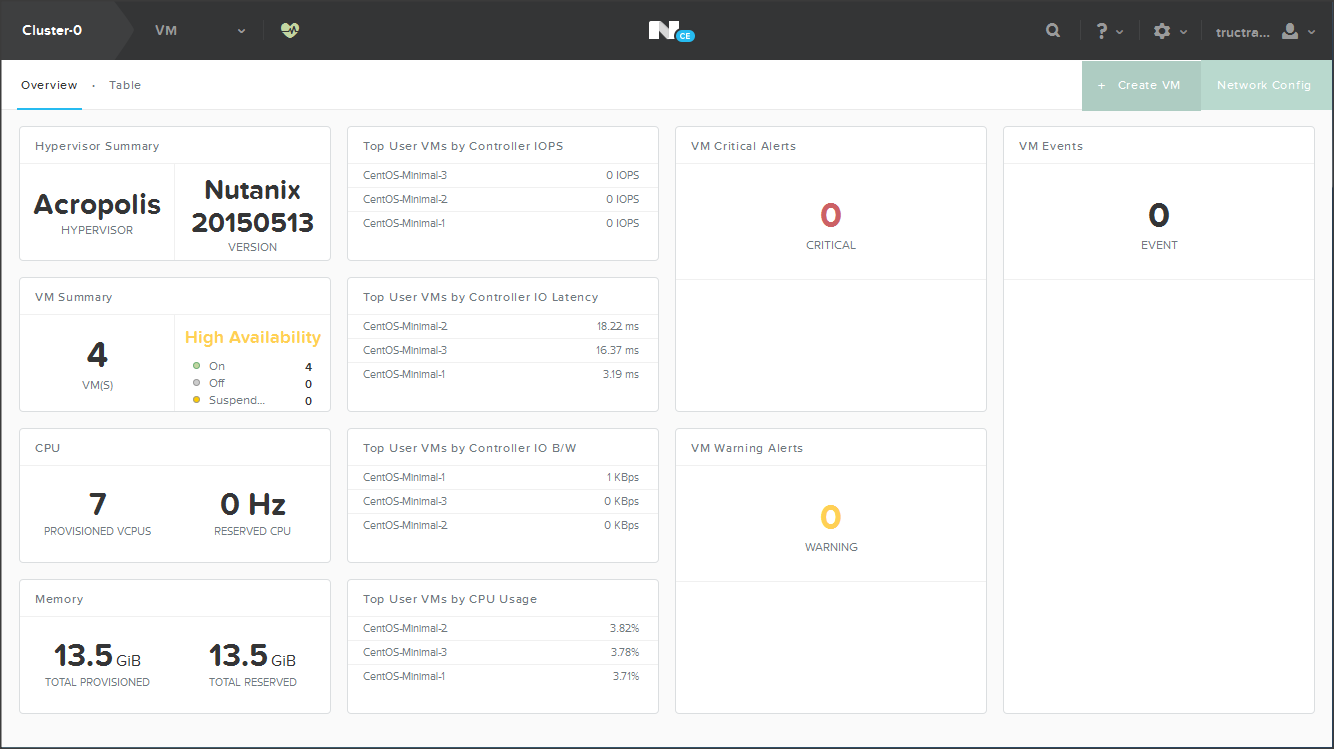 Cluster-0
VM
N CE
?
tructra...
Overview · Table
+ Create VM
Network Config
Hypervisor Summary
Acropolis
HYPERVISOR
Nutanix
20150513
VERSION
VM Summary
4
VM(S)
High Availability
On 4
Off 0
Suspend... 0
CPU
7
PROVISIONED VCPUS
0 Hz
RESERVED CPU
Memory
13.5 GiB
TOTAL PROVISIONED
13.5 GiB
TOTAL RESERVED
Top User VMs by Controller IOPS
CentOS-Minimal-3 0 IOPS
CentOS-Minimal-2 0 IOPS
CentOS-Minimal-1 0 IOPS
Top User VMs by Controller IO Latency
CentOS-Minimal-2 18.22 ms
CentOS-Minimal-3 16.37 ms
CentOS-Minimal-1 3.19 ms
Top User VMs by Controller IO B/W
CentOS-Minimal-1 1 KBps
CentOS-Minimal-3 0 KBps
CentOS-Minimal-2 0 KBps
Top User VMs by CPU Usage
CentOS-Minimal-2 3.82%
CentOS-Minimal-3 3.78%
CentOS-Minimal-1 3.71%
VM Critical Alerts
0
CRITICAL
VM Warning Alerts
0
WARNING
VM Events
0
EVENT